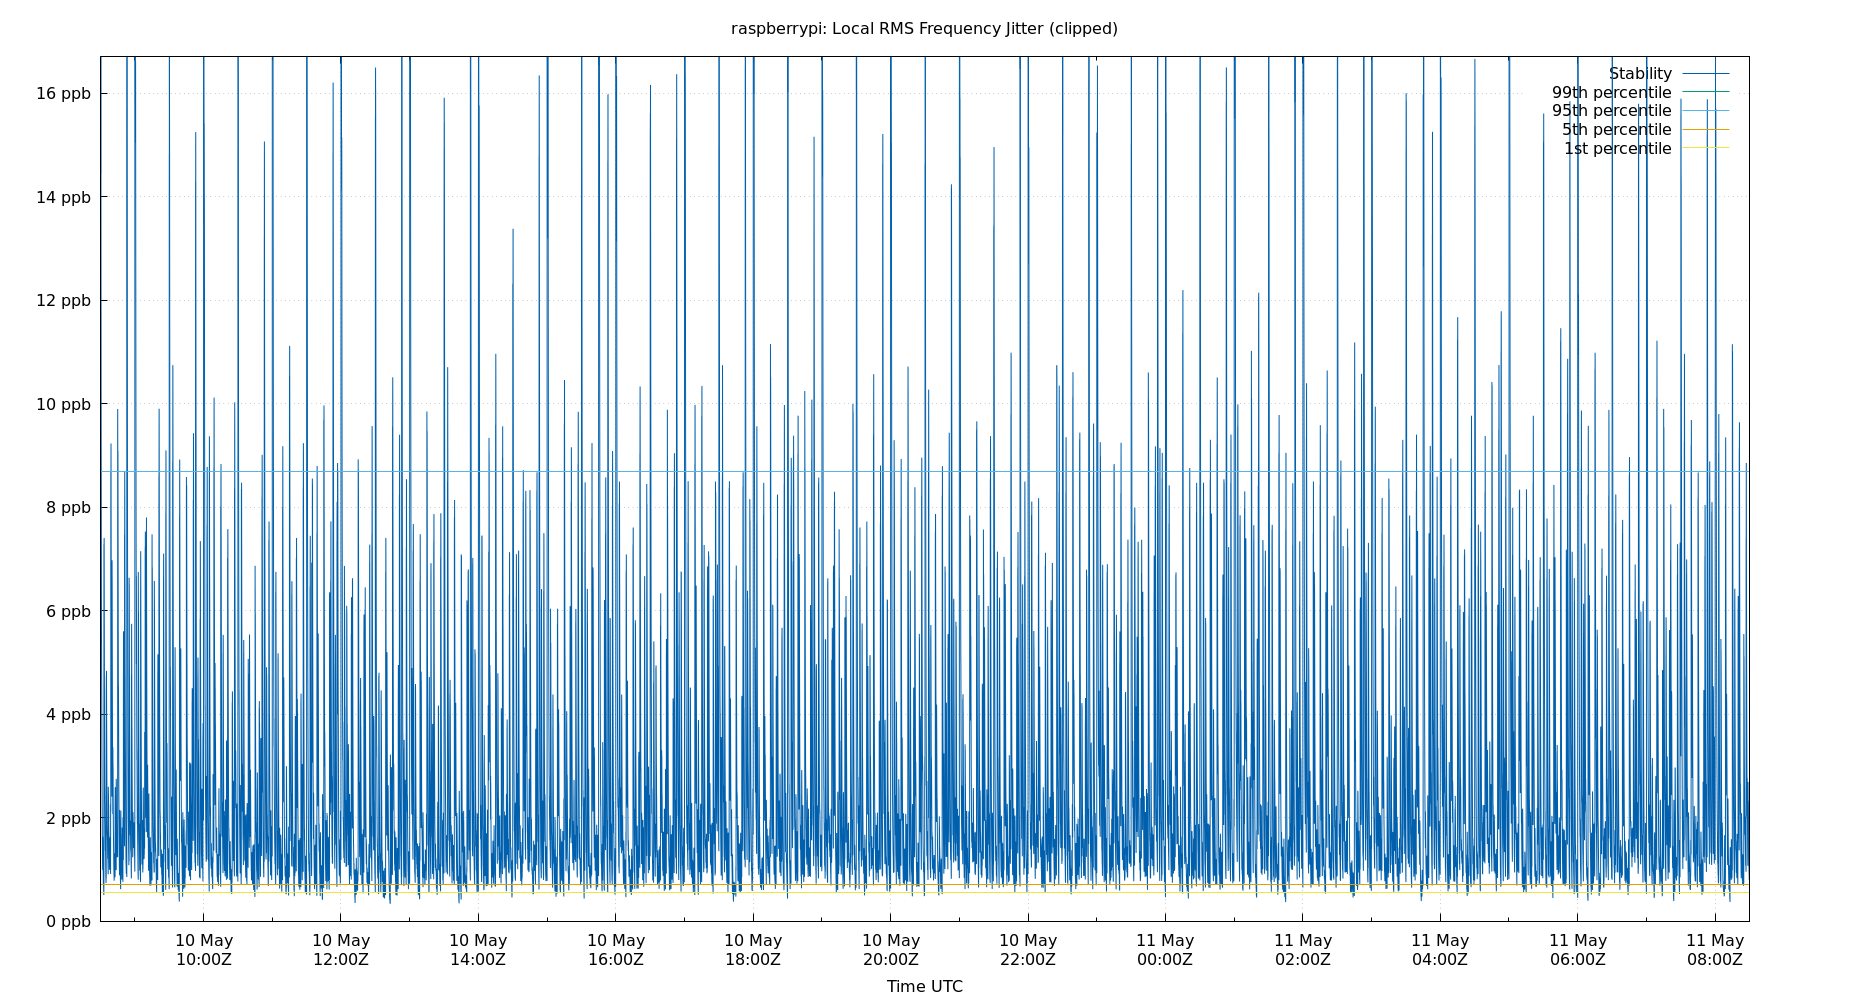 raspberrypi: Local RMS Frequency Jitter (clipped)
Stability
99th percentile
95th percentile
5th percentile
1st percentile
16 ppb
14 ppb
12 ppb
10 ppb
8 ppb
6 ppb
4 ppb
2 ppb
0 ppb
10 May 10 May 10 May 10 May 10 May 10 May 10 May 11 May 11 May 11 May 11 May 11 May
10:00Z 12:00Z 14:00Z 16:00Z 18:00Z 20:00Z 22:00Z 00:00Z 02:00Z 04:00Z 06:00Z 08:00Z
Time UTC